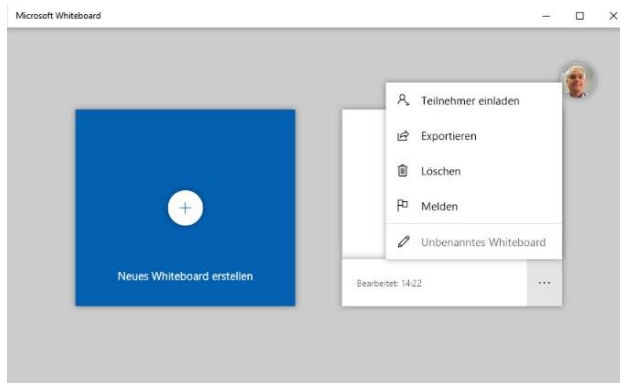 Microsoft Whiteboard
Teilnehmer einladen
Exportieren
Löschen
Melden
Unbenanntes Whiteboard
Neues Whiteboard erstellen
Bearbeitet: 14:22